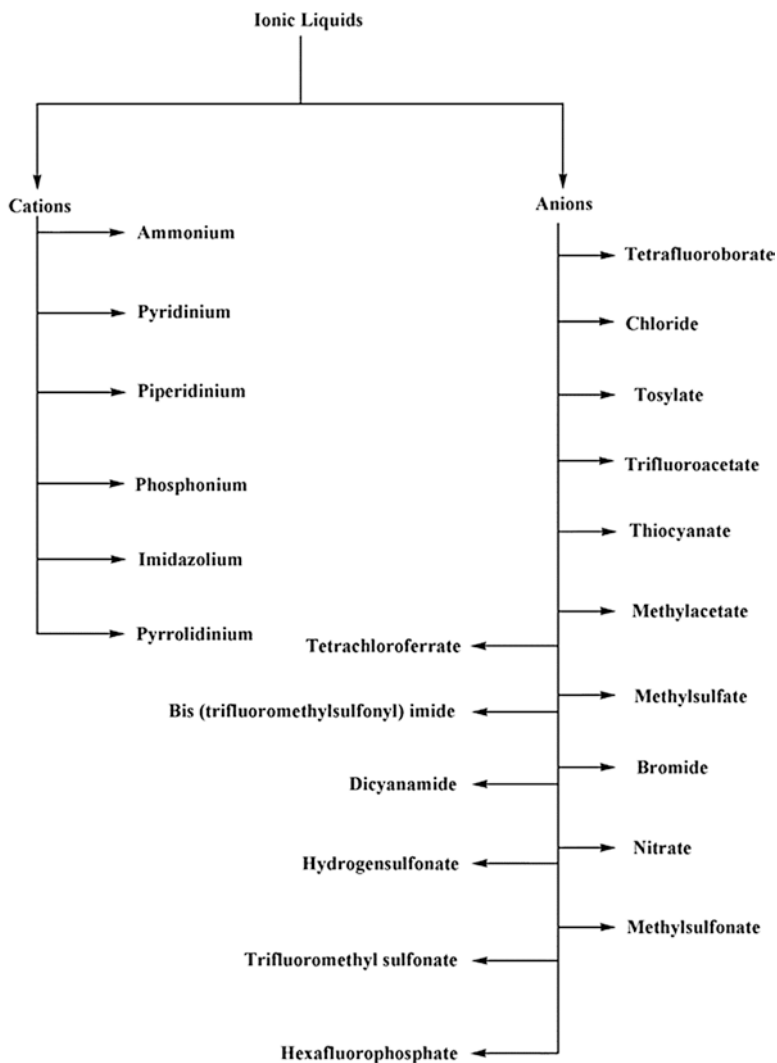 Ionic Liquids
Cations
Anions
Ammonium
Pyridinium
Piperidinium
Phosphonium
Imidazolium
Pyrrolidinium
Tetrafluoroborate
Chloride
Tosylate
Trifluoroacetate
Thiocyanate
Methylacetate
Tetrachloroferrate
Methylsulfate
Bis (trifluoromethylsulfonyl) imide
Bromide
Dicyanamide
Nitrate
Hydrogensulfonate
Methylsulfonate
Trifluoromethyl sulfonate
Hexafluorophosphate